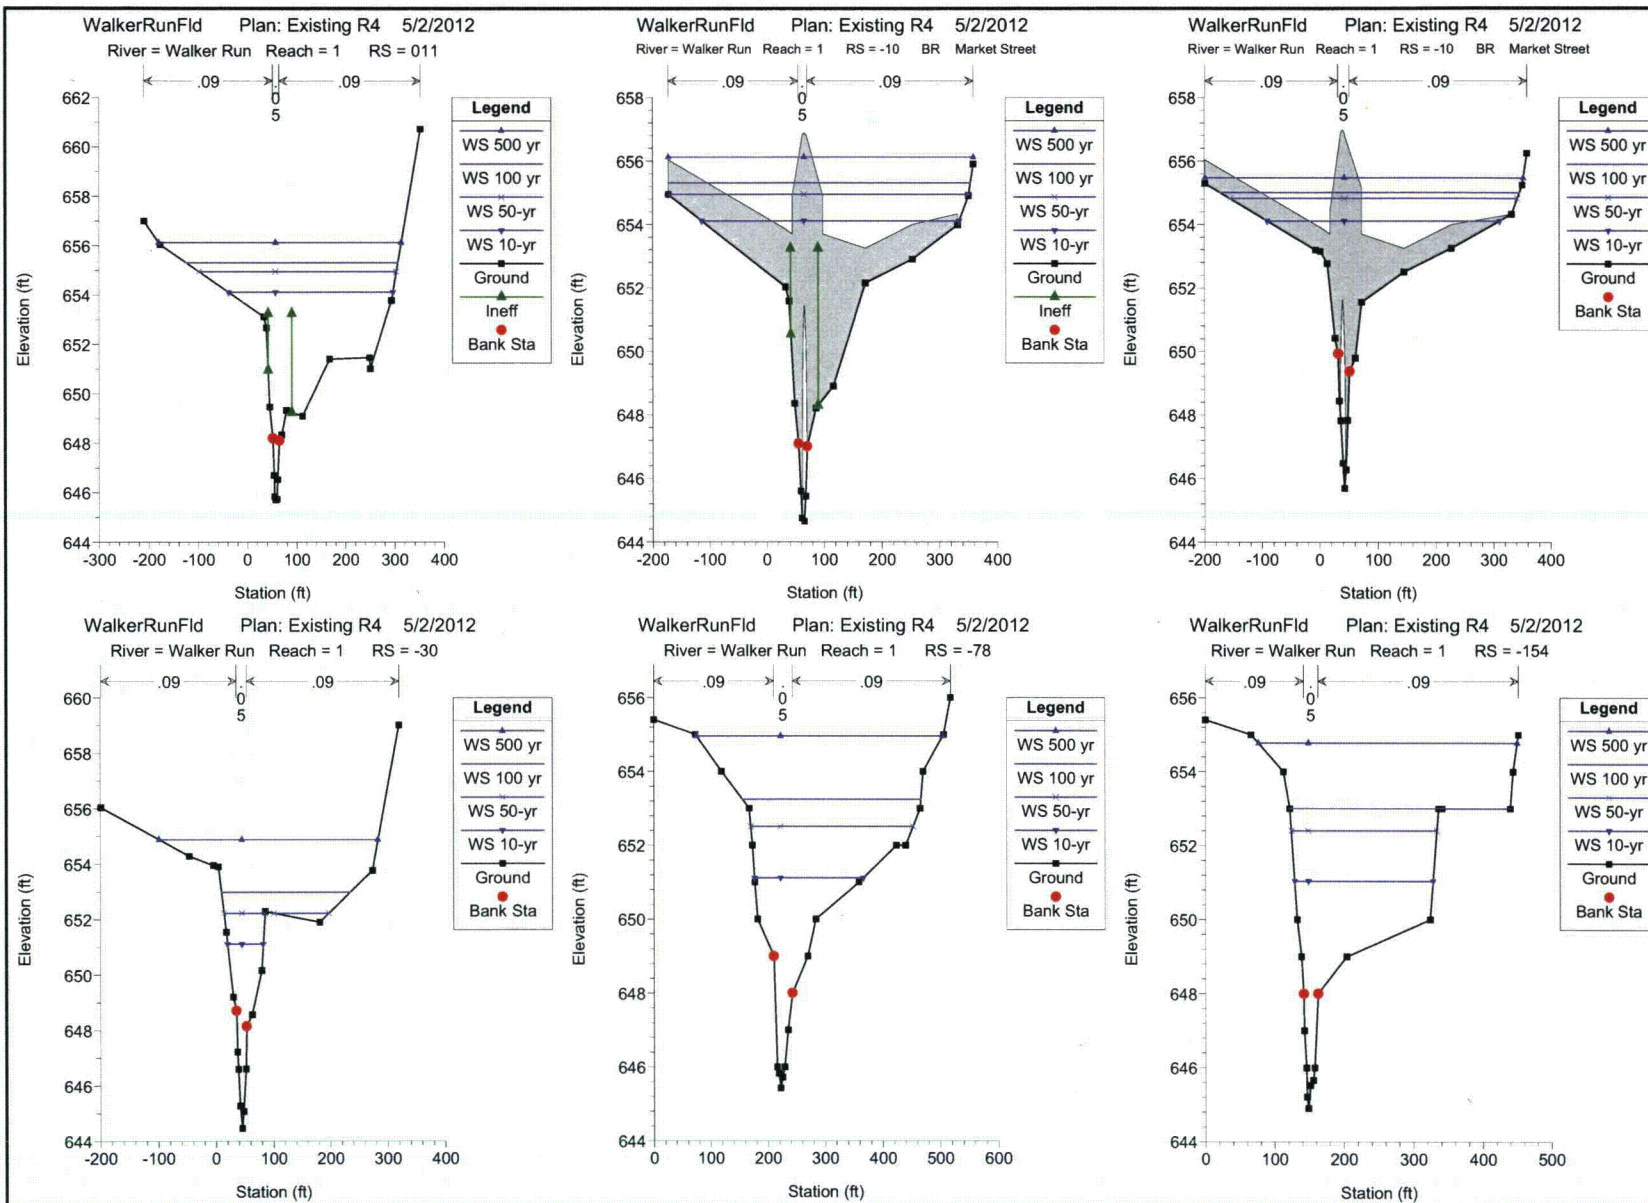 WalkerRunFld Plan: Existing R4 5/2/2012
River = Walker Run Reach = 1 RS = 011
.09
.05
.09
662
660
658
656
654
652
650
648
646
644
-300 -200 -100 0 100 200 300 400
Station (ft)
Elevation (ft)
Legend
WS 500 yr
WS 100 yr
WS 50-yr
WS 10-yr
Ground
Ineff
Bank Sta
WalkerRunFld Plan: Existing R4 5/2/2012
River = Walker Run Reach = 1 RS = -10 BR Market Street
.09
.05
.09
658
656
654
652
650
648
646
644
-200 -100 0 100 200 300 400
Station (ft)
Elevation (ft)
Legend
WS 500 yr
WS 100 yr
WS 50-yr
WS 10-yr
Ground
Ineff
Bank Sta
WalkerRunFld Plan: Existing R4 5/2/2012
River = Walker Run Reach = 1 RS = -10 BR Market Street
.09
.05
.09
658
656
654
652
650
648
646
644
-200 -100 0 100 200 300 400
Station (ft)
Elevation (ft)
Legend
WS 500 yr
WS 100 yr
WS 50-yr
WS 10-yr
Ground
Bank Sta
WalkerRunFld Plan: Existing R4 5/2/2012
River = Walker Run Reach = 1 RS = -30
.09
.05
.09
660
658
656
654
652
650
648
646
644
-200 -100 0 100 200 300 400
Station (ft)
Elevation (ft)
Legend
WS 500 yr
WS 100 yr
WS 50-yr
WS 10-yr
Ground
Bank Sta
WalkerRunFld Plan: Existing R4 5/2/2012
River = Walker Run Reach = 1 RS = -78
.09
.05
.09
656
654
652
650
648
646
644
0 100 200 300 400 500 600
Station (ft)
Elevation (ft)
Legend
WS 500 yr
WS 100 yr
WS 50-yr
WS 10-yr
Ground
Bank Sta
WalkerRunFld Plan: Existing R4 5/2/2012
River = Walker Run Reach = 1 RS = -154
.09
.05
.09
656
654
652
650
648
646
644
0 100 200 300 400 500
Station (ft)
Elevation (ft)
Legend
WS 500 yr
WS 100 yr
WS 50-yr
WS 10-yr
Ground
Bank Sta